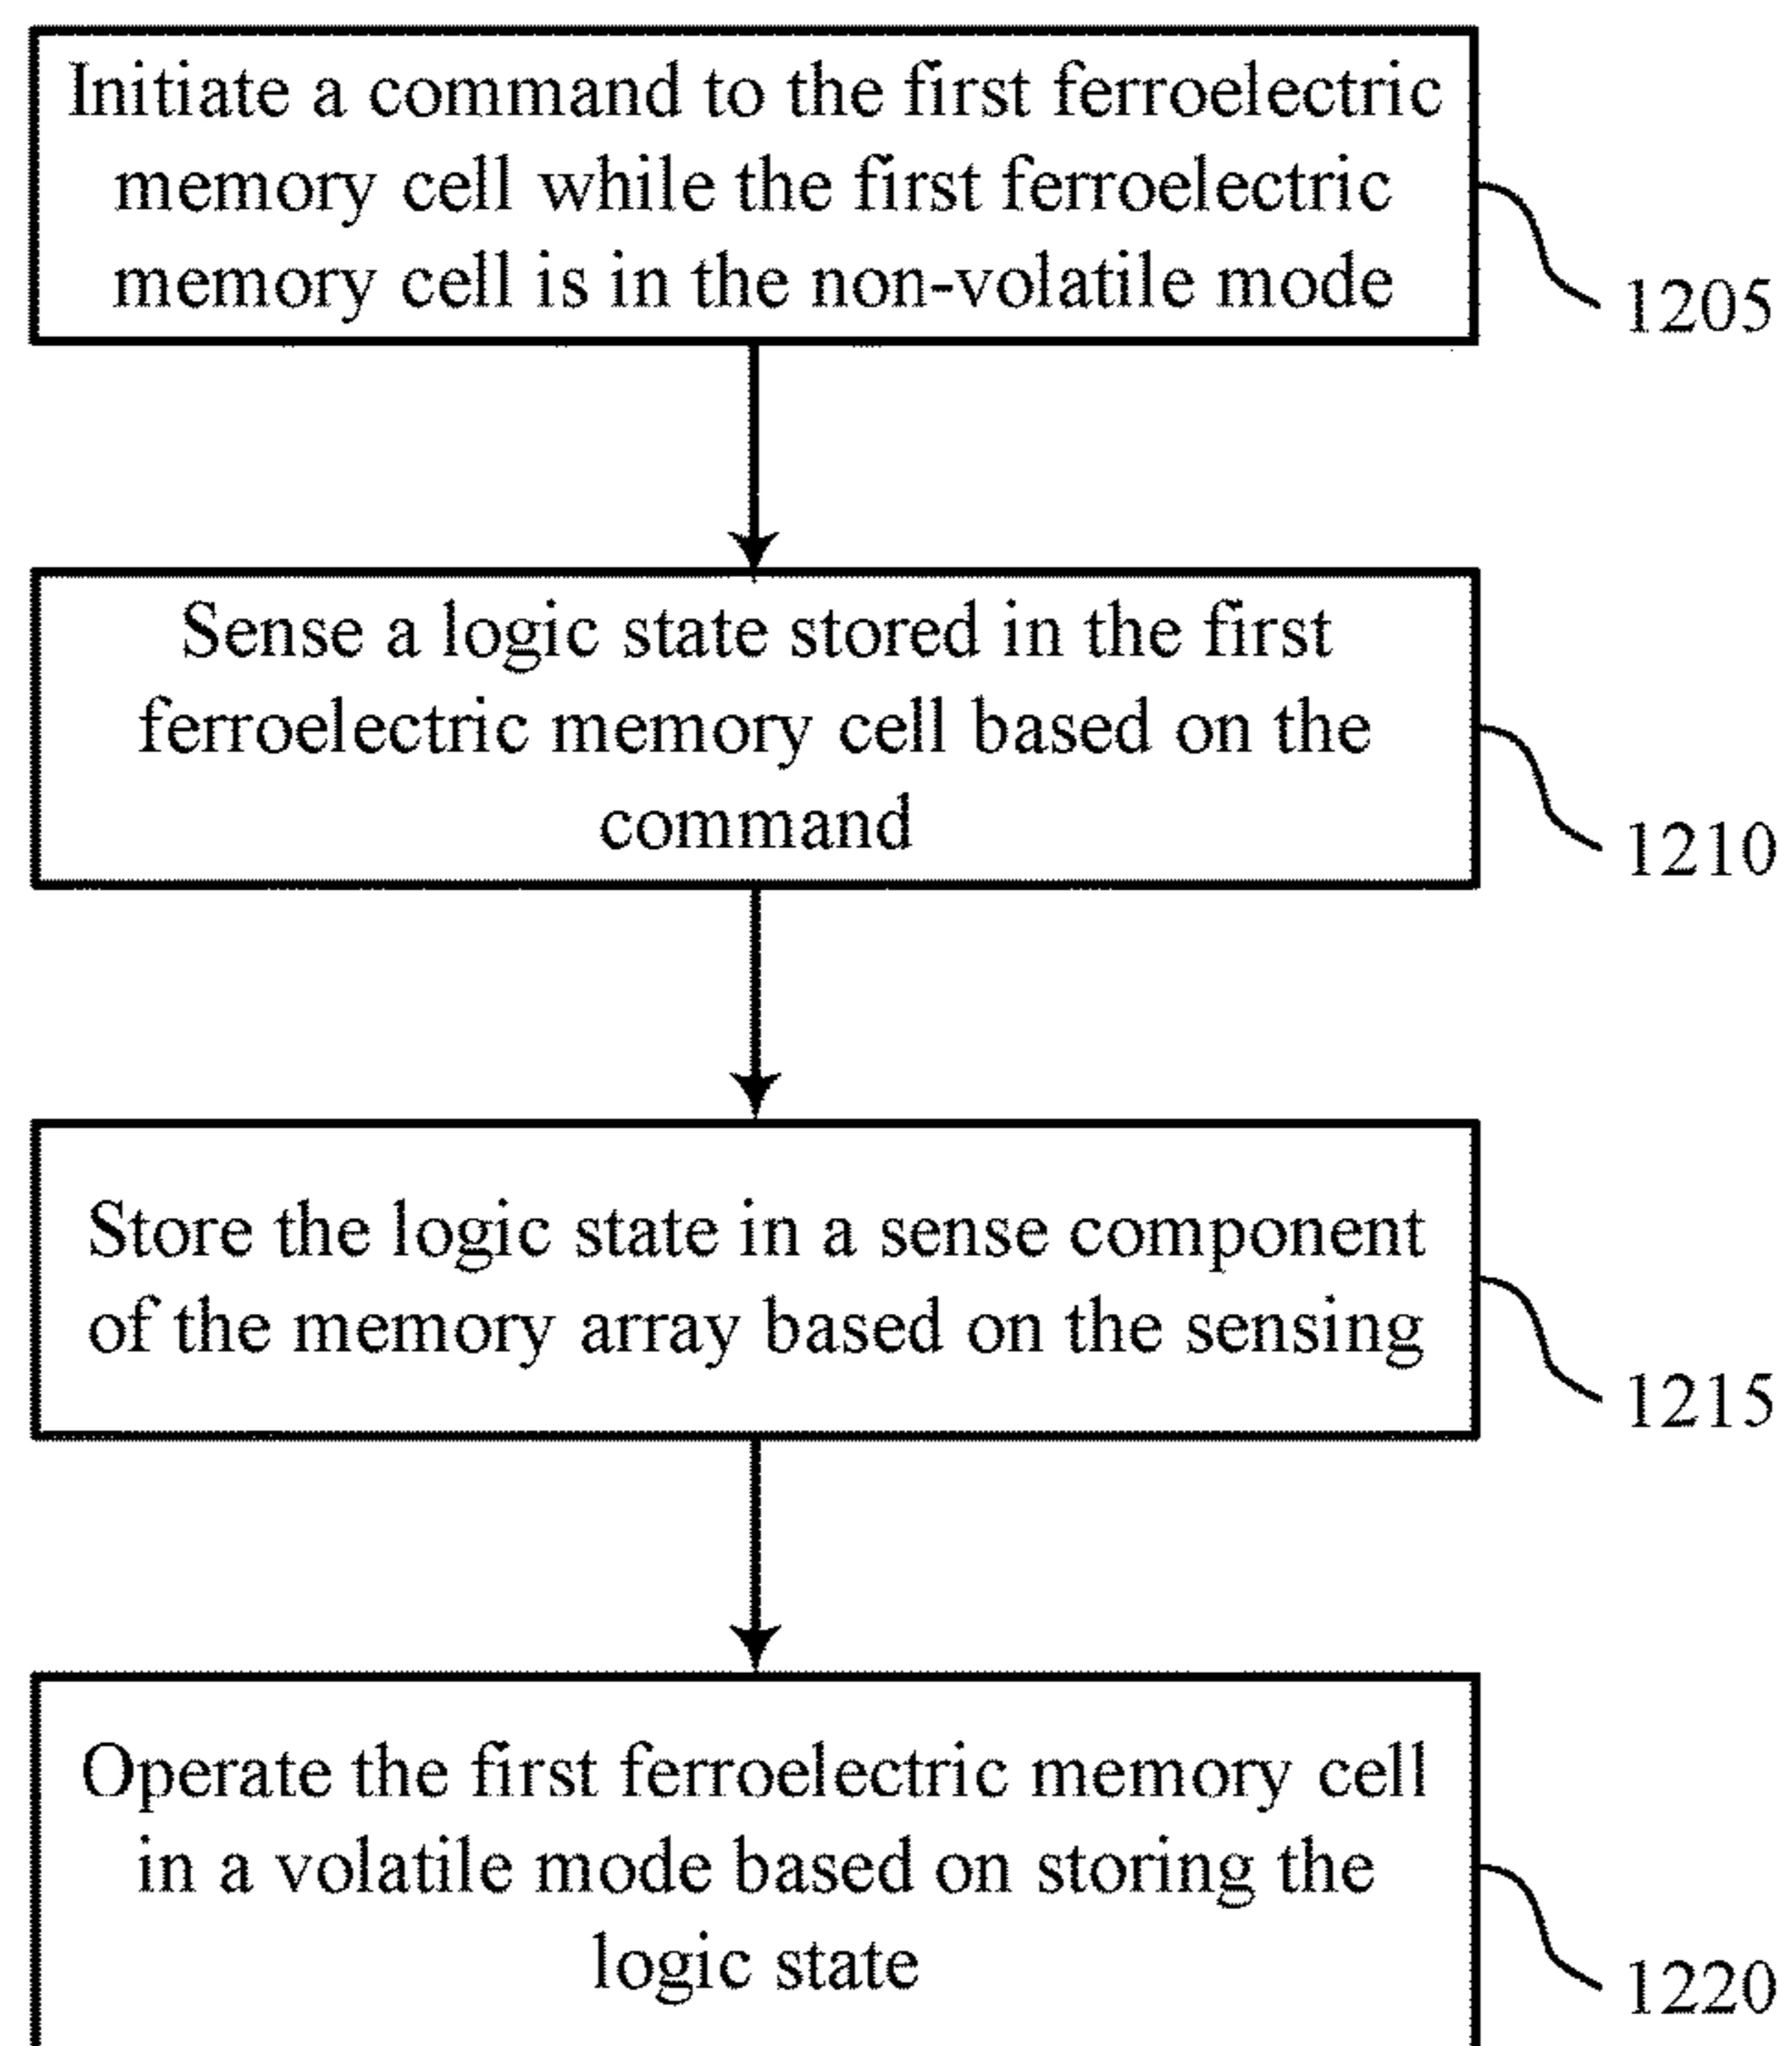 Initiate a command to the first ferroelectric
memory cell while the first ferroelectric
memory cell is in the non-volatile mode
1205
Sense a logic state stored in the first
ferroelectric memory cell based on the
command
1210
Store the logic state in a sense component
of the memory array based on the sensing
1215
Operate the first ferroelectric memory cell
in a volatile mode based on storing the
logic state
1220